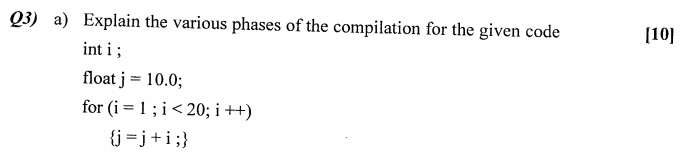 Q3) a) Explain the various phases of the compilation for the given code [10]
int i ;
float j = 10.0;
for (i = 1 ; i < 20; i ++)
{j = j + i ;}